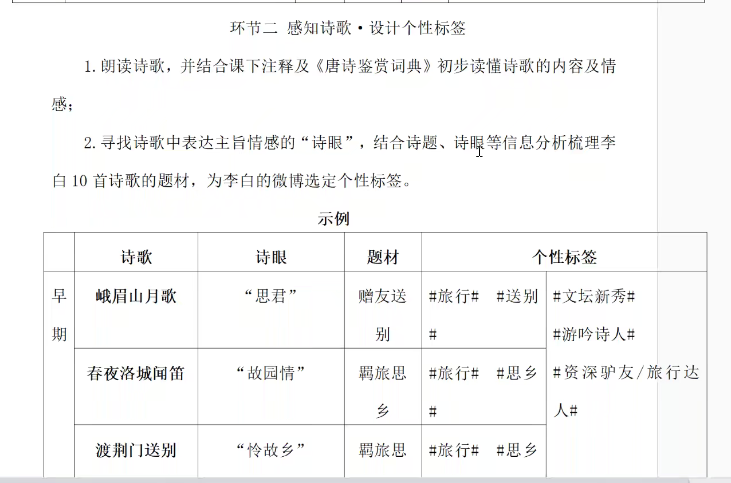 环节二 感知诗歌·设计个性标签
1.朗读诗歌，并结合课下注释及《唐诗鉴赏词典》初步读懂诗歌的内容及情
感；
2.寻找诗歌中表达主旨情感的“诗眼”，结合诗题、诗眼等信息分析梳理李
白10首诗歌的题材，为李白的微博选定个性标签。
示例
诗歌 诗眼 题材 个性标签
早期
峨眉山月歌 “思君” 赠友送别 #旅行# #送别#
春夜洛城闻笛 “故园情” 羁旅思乡 #旅行# #思乡#
渡荆门送别 “怜故乡” 羁旅思 #旅行# #思乡
#文坛新秀#
#游吟诗人#
#资深驴友/旅行达
人#